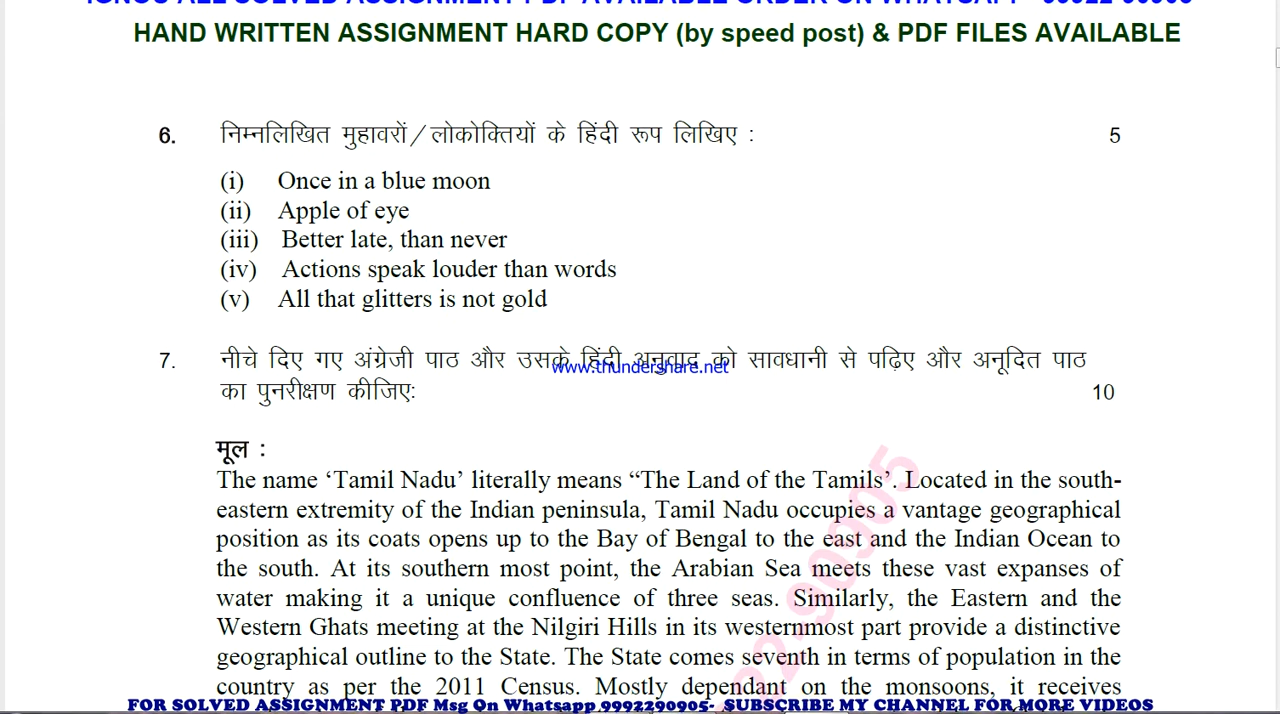 HAND WRITTEN ASSIGNMENT HARD COPY (by speed post) & PDF FILES AVAILABLE
6. निम्नलिखित मुहावरों/लोकोक्तियों के हिंदी रूप लिखिए : 5
(i) Once in a blue moon
(ii) Apple of eye
(iii) Better late, than never
(iv) Actions speak louder than words
(v) All that glitters is not gold
7. नीचे दिए गए अंग्रेजी पाठ और उसके हिंदी अनुवाद को सावधानी से पढ़िए और अनूदित पाठ
www.thundershare.net
का पुनरीक्षण कीजिए: 10
मूल :
The name ‘Tamil Nadu’ literally means “The Land of the Tamils’. Located in the south-
eastern extremity of the Indian peninsula, Tamil Nadu occupies a vantage geographical
position as its coats opens up to the Bay of Bengal to the east and the Indian Ocean to
the south. At its southern most point, the Arabian Sea meets these vast expanses of
water making it a unique confluence of three seas. Similarly, the Eastern and the
Western Ghats meeting at the Nilgiri Hills in its westernmost part provide a distinctive
geographical outline to the State. The State comes seventh in terms of population in the
country as per the 2011 Census. Mostly dependant on the monsoons, it receives
FOR SOLVED ASSIGNMENT PDF Msg On Whatsapp 9992290905- SUBSCRIBE MY CHANNEL FOR MORE VIDEOS